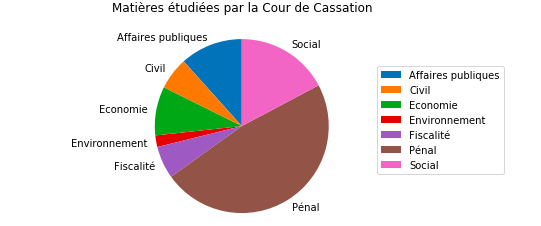 Matières étudiées par la Cour de Cassation
Affaires publiques
Social
Civil
Economie
Environnement
Fiscalité
Pénal
Affaires publiques
Civil
Economie
Environnement
Fiscalité
Pénal
Social